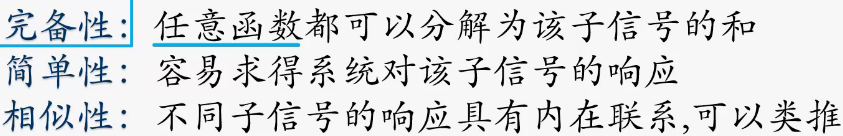 完备性：任意函数都可以分解为该子信号的和
简单性：容易求得系统对该子信号的响应
相似性：不同子信号的响应具有内在联系,可以类推